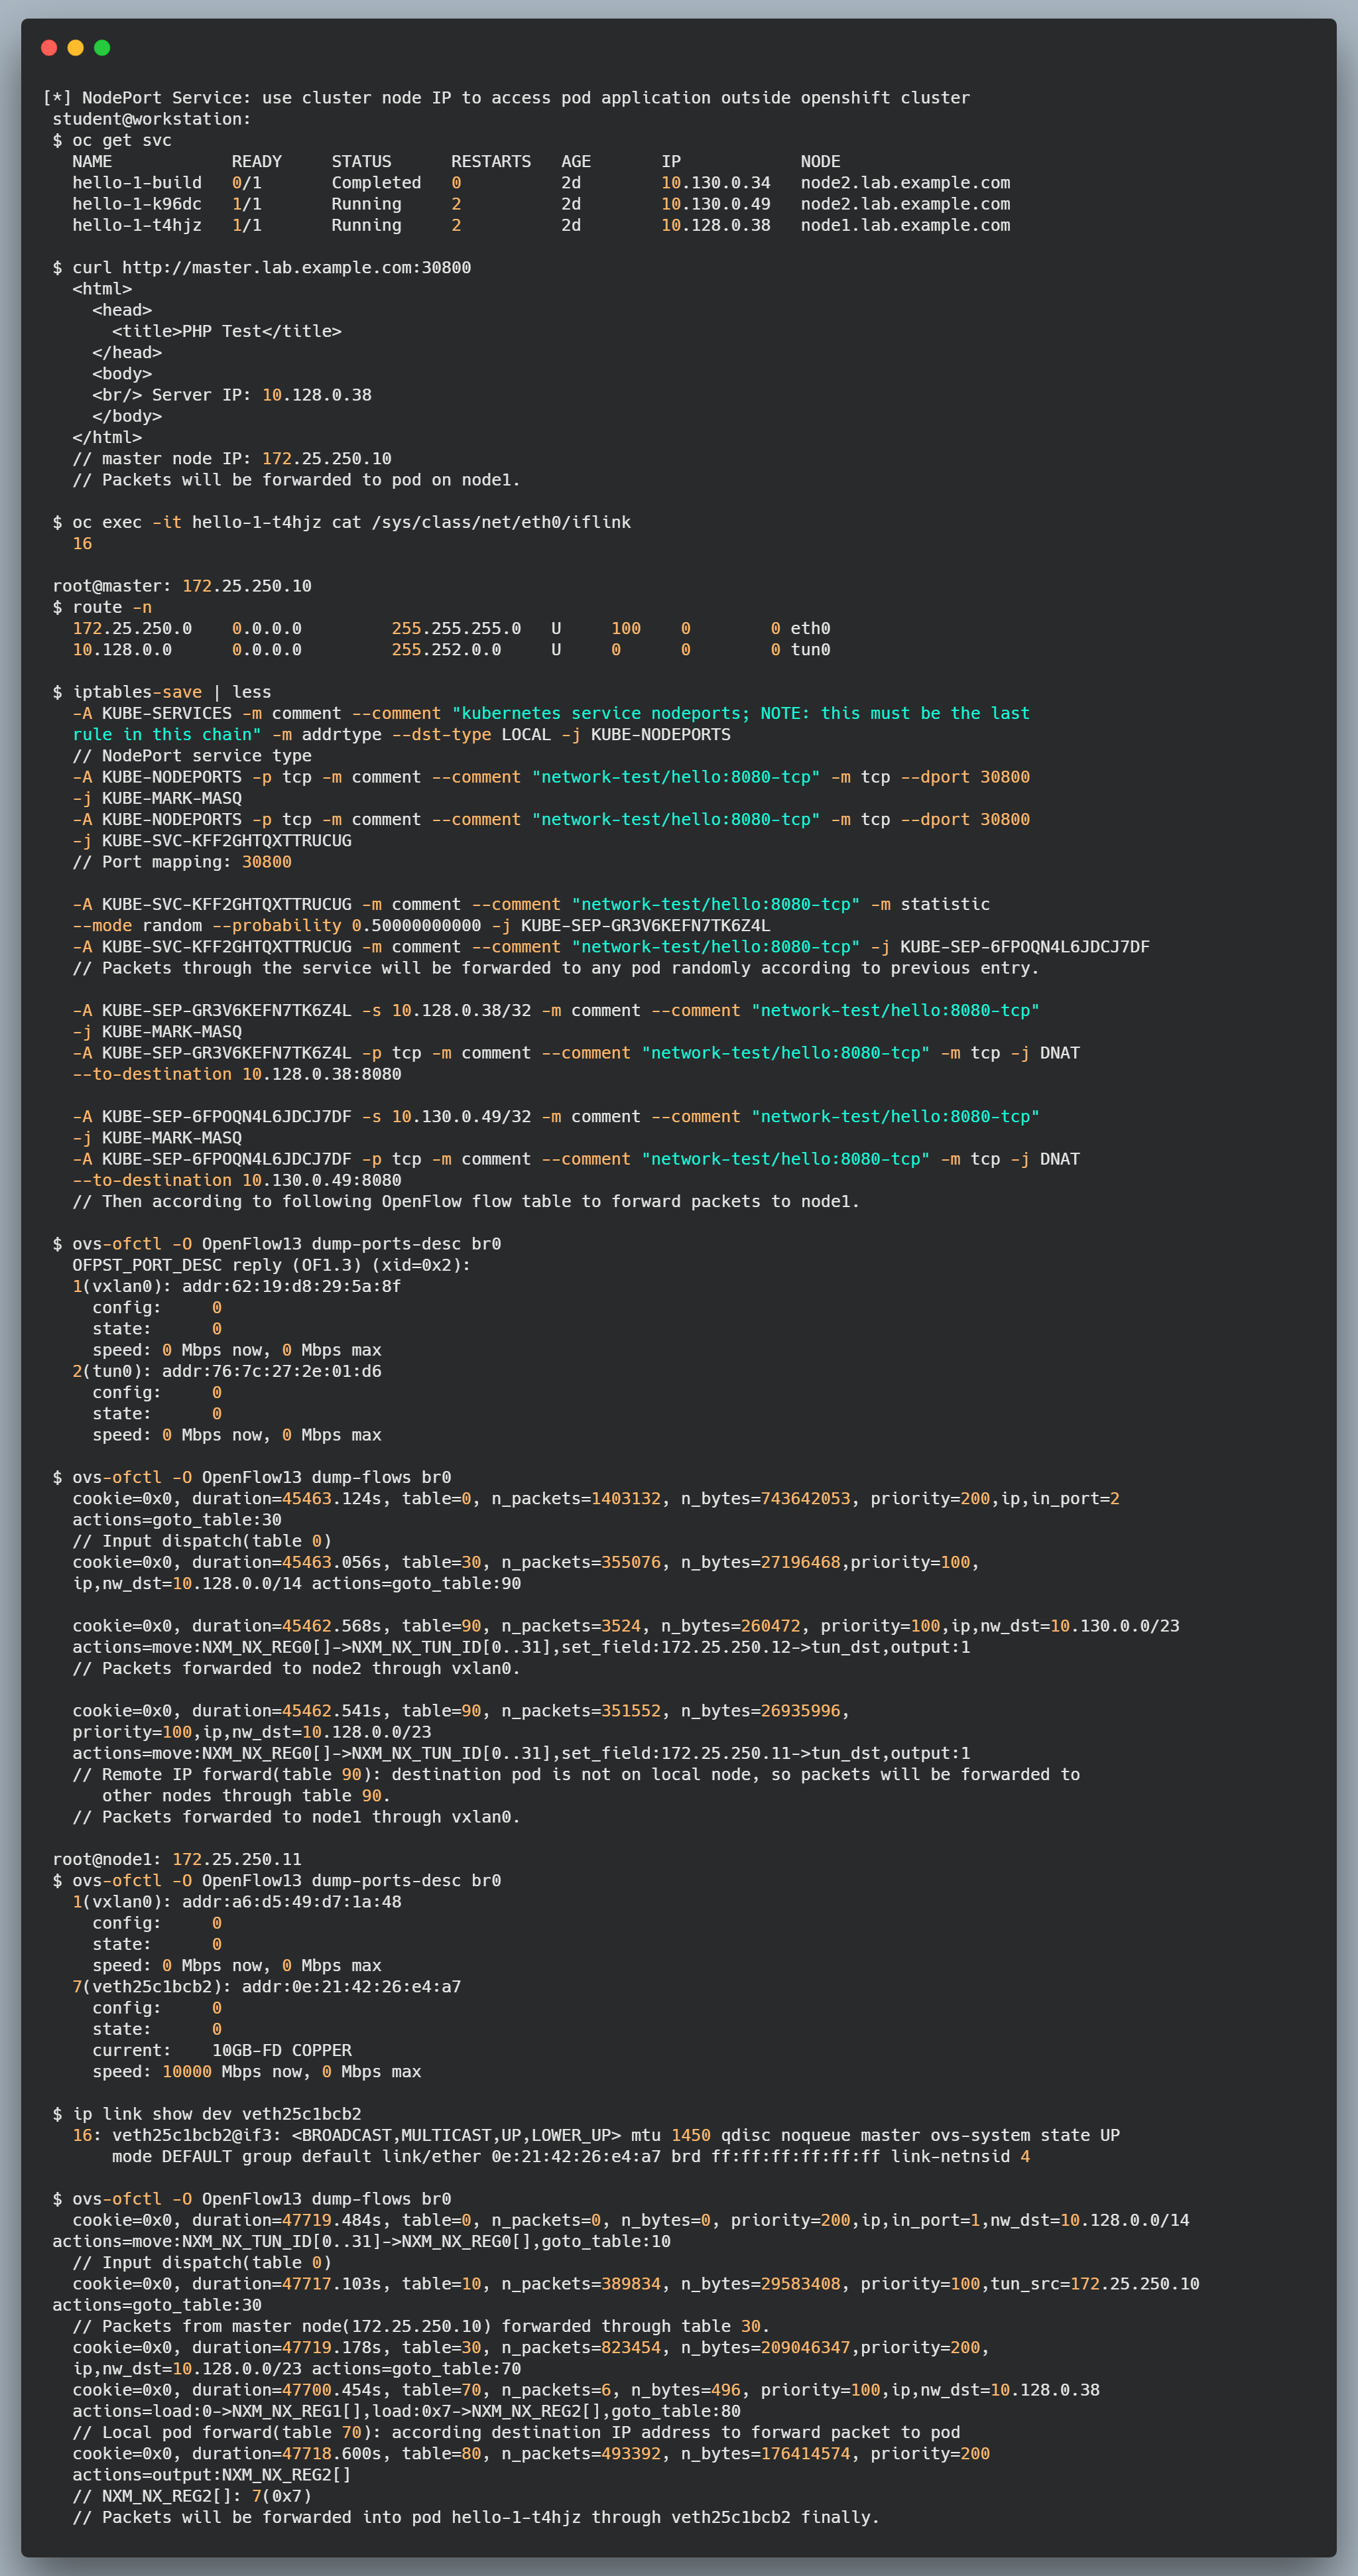 [*] NodePort Service: use cluster node IP to access pod application outside openshift cluster
student@workstation:
$ oc get svc
NAME            READY     STATUS      RESTARTS   AGE       IP            NODE
hello-1-build   0/1       Completed   0          2d        10.130.0.34   node2.lab.example.com
hello-1-k96dc   1/1       Running     2          2d        10.130.0.49   node2.lab.example.com
hello-1-t4hjz   1/1       Running     2          2d        10.128.0.38   node1.lab.example.com
$ curl http://master.lab.example.com:30800
<html>
<head>
<title>PHP Test</title>
</head>
<body>
<br/> Server IP: 10.128.0.38
</body>
</html>
// master node IP: 172.25.250.10
// Packets will be forwarded to pod on node1.
$ oc exec -it hello-1-t4hjz cat /sys/class/net/eth0/iflink
16
root@master: 172.25.250.10
$ route -n
172.25.250.0    0.0.0.0         255.255.255.0   U     100    0        0 eth0
10.128.0.0      0.0.0.0         255.252.0.0     U     0      0        0 tun0
$ iptables-save | less
-A KUBE-SERVICES -m comment --comment "kubernetes service nodeports; NOTE: this must be the last
rule in this chain" -m addrtype --dst-type LOCAL -j KUBE-NODEPORTS
// NodePort service type
-A KUBE-NODEPORTS -p tcp -m comment --comment "network-test/hello:8080-tcp" -m tcp --dport 30800
-j KUBE-MARK-MASQ
-A KUBE-NODEPORTS -p tcp -m comment --comment "network-test/hello:8080-tcp" -m tcp --dport 30800
-j KUBE-SVC-KFF2GHTQXTTRUCUG
// Port mapping: 30800
-A KUBE-SVC-KFF2GHTQXTTRUCUG -m comment --comment "network-test/hello:8080-tcp" -m statistic
--mode random --probability 0.50000000000 -j KUBE-SEP-GR3V6KEFN7TK6Z4L
-A KUBE-SVC-KFF2GHTQXTTRUCUG -m comment --comment "network-test/hello:8080-tcp" -j KUBE-SEP-6FPOQN4L6JDCJ7DF
// Packets through the service will be forwarded to any pod randomly according to previous entry.
-A KUBE-SEP-GR3V6KEFN7TK6Z4L -s 10.128.0.38/32 -m comment --comment "network-test/hello:8080-tcp"
-j KUBE-MARK-MASQ
-A KUBE-SEP-GR3V6KEFN7TK6Z4L -p tcp -m comment --comment "network-test/hello:8080-tcp" -m tcp -j DNAT
--to-destination 10.128.0.38:8080
-A KUBE-SEP-6FPOQN4L6JDCJ7DF -s 10.130.0.49/32 -m comment --comment "network-test/hello:8080-tcp"
-j KUBE-MARK-MASQ
-A KUBE-SEP-6FPOQN4L6JDCJ7DF -p tcp -m comment --comment "network-test/hello:8080-tcp" -m tcp -j DNAT
--to-destination 10.130.0.49:8080
// Then according to following OpenFlow flow table to forward packets to node1.
$ ovs-ofctl -O OpenFlow13 dump-ports-desc br0
OFPST_PORT_DESC reply (OF1.3) (xid=0x2):
1(vxlan0): addr:62:19:d8:29:5a:8f
config:     0
state:      0
speed: 0 Mbps now, 0 Mbps max
2(tun0): addr:76:7c:27:2e:01:d6
config:     0
state:      0
speed: 0 Mbps now, 0 Mbps max
$ ovs-ofctl -O OpenFlow13 dump-flows br0
cookie=0x0, duration=45463.124s, table=0, n_packets=1403132, n_bytes=743642053, priority=200,ip,in_port=2
actions=goto_table:30
// Input dispatch(table 0)
cookie=0x0, duration=45463.056s, table=30, n_packets=355076, n_bytes=27196468,priority=100,
ip,nw_dst=10.128.0.0/14 actions=goto_table:90
cookie=0x0, duration=45462.568s, table=90, n_packets=3524, n_bytes=260472, priority=100,ip,nw_dst=10.130.0.0/23
actions=move:NXM_NX_REG0[]->NXM_NX_TUN_ID[0..31],set_field:172.25.250.12->tun_dst,output:1
// Packets forwarded to node2 through vxlan0.
cookie=0x0, duration=45462.541s, table=90, n_packets=351552, n_bytes=26935996,
priority=100,ip,nw_dst=10.128.0.0/23
actions=move:NXM_NX_REG0[]->NXM_NX_TUN_ID[0..31],set_field:172.25.250.11->tun_dst,output:1
// Remote IP forward(table 90): destination pod is not on local node, so packets will be forwarded to
other nodes through table 90.
// Packets forwarded to node1 through vxlan0.
root@node1: 172.25.250.11
$ ovs-ofctl -O OpenFlow13 dump-ports-desc br0
1(vxlan0): addr:a6:d5:49:d7:1a:48
config:     0
state:      0
speed: 0 Mbps now, 0 Mbps max
7(veth25c1bcb2): addr:0e:21:42:26:e4:a7
config:     0
state:      0
current:    10GB-FD COPPER
speed: 10000 Mbps now, 0 Mbps max
$ ip link show dev veth25c1bcb2
16: veth25c1bcb2@if3: <BROADCAST,MULTICAST,UP,LOWER_UP> mtu 1450 qdisc noqueue master ovs-system state UP
mode DEFAULT group default link/ether 0e:21:42:26:e4:a7 brd ff:ff:ff:ff:ff:ff link-netnsid 4
$ ovs-ofctl -O OpenFlow13 dump-flows br0
cookie=0x0, duration=47719.484s, table=0, n_packets=0, n_bytes=0, priority=200,ip,in_port=1,nw_dst=10.128.0.0/14
actions=move:NXM_NX_TUN_ID[0..31]->NXM_NX_REG0[],goto_table:10
// Input dispatch(table 0)
cookie=0x0, duration=47717.103s, table=10, n_packets=389834, n_bytes=29583408, priority=100,tun_src=172.25.250.10
actions=goto_table:30
// Packets from master node(172.25.250.10) forwarded through table 30.
cookie=0x0, duration=47719.178s, table=30, n_packets=823454, n_bytes=209046347,priority=200,
ip,nw_dst=10.128.0.0/23 actions=goto_table:70
cookie=0x0, duration=47700.454s, table=70, n_packets=6, n_bytes=496, priority=100,ip,nw_dst=10.128.0.38
actions=load:0->NXM_NX_REG1[],load:0x7->NXM_NX_REG2[],goto_table:80
// Local pod forward(table 70): according destination IP address to forward packet to pod
cookie=0x0, duration=47718.600s, table=80, n_packets=493392, n_bytes=176414574, priority=200
actions=output:NXM_NX_REG2[]
// NXM_NX_REG2[]: 7(0x7)
// Packets will be forwarded into pod hello-1-t4hjz through veth25c1bcb2 finally.